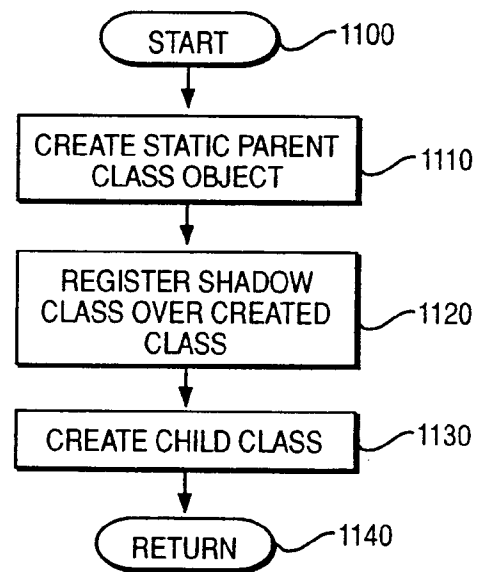 START
1100
CREATE STATIC PARENT
CLASS OBJECT
1110
REGISTER SHADOW
CLASS OVER CREATED
CLASS
1120
CREATE CHILD CLASS
1130
RETURN
1140